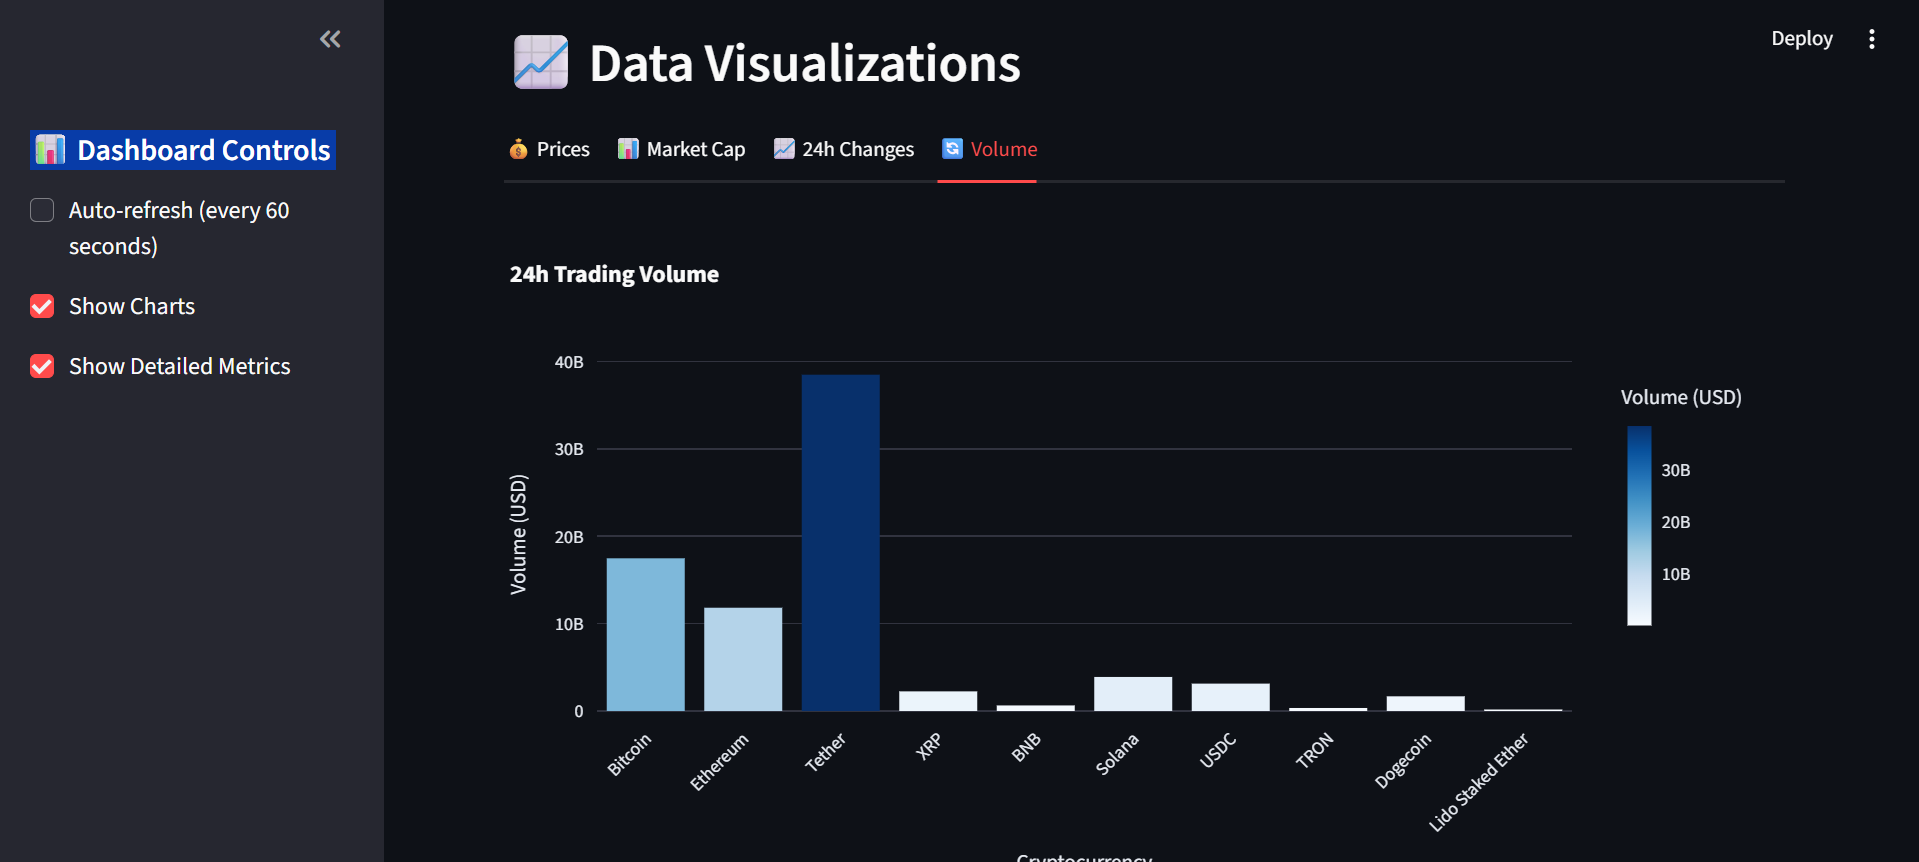 Deploy
Data Visualizations
Dashboard Controls
Auto-refresh (every 60
seconds)
Show Charts
Show Detailed Metrics
Prices
Market Cap
24h Changes
Volume
24h Trading Volume
Volume (USD)
40B
30B
20B
10B
0
Bitcoin
Ethereum
Tether
XRP
BNB
Solana
USDC
TRON
Dogecoin
Lido Staked Ether
Cryptocurrency
Volume (USD)
30B
20B
10B